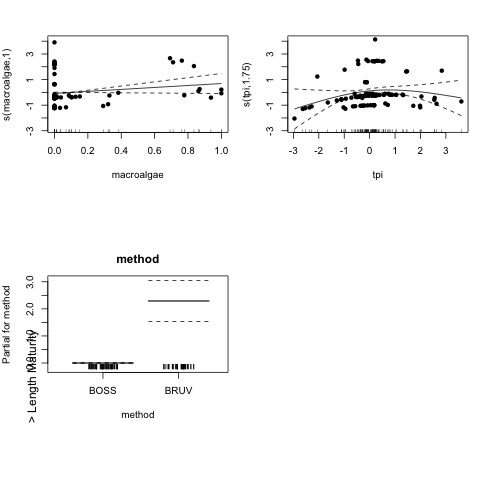 s(macroalgae,1)
3
1
-1
-3
0.0 0.2 0.4 0.6 0.8 1.0
macroalgae
s(tpi,1.75)
3
1
-1
-3
-3 -2 -1 0 1 2 3
tpi
method
Partial for method
> Length Maturity
3.0
2.0
1.0
0.0
BOSS BRUV
method